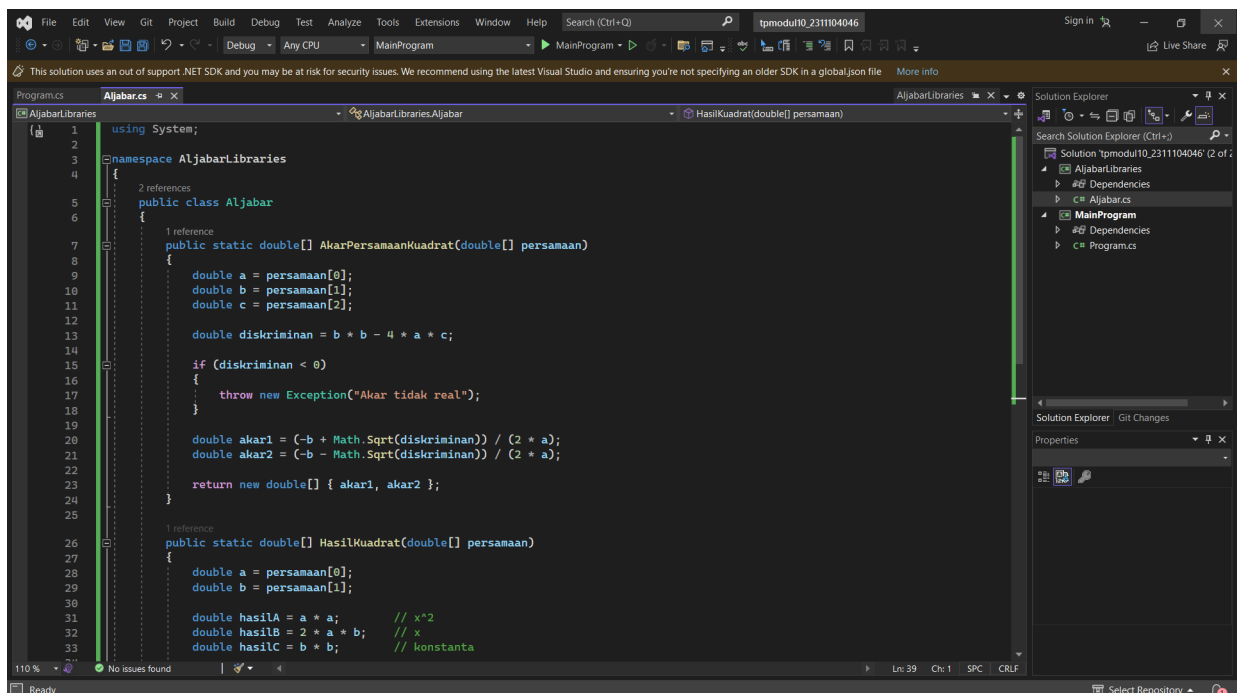 File Edit View Git Project Build Debug Test Analyze Tools Extensions Window Help Search (Ctrl+Q) tpmodul10_2311104046 Sign in
Debug Any CPU MainProgram MainProgram Live Share
This solution uses an out of support .NET SDK and you may be at risk for security issues. We recommend using the latest Visual Studio and ensuring you're not specifying an older SDK in a global.json file More info
Program.cs Aljabar.cs AljabarLibraries
AljabarLibraries AljabarLibraries.Aljabar HasilKuadrat(double[] persamaan)
1 using System;
2
3 namespace AljabarLibraries
4 {
2 references
5 public class Aljabar
6 {
1 reference
7 public static double[] AkarPersamaanKuadrat(double[] persamaan)
8 {
9 double a = persamaan[0];
10 double b = persamaan[1];
11 double c = persamaan[2];
12
13 double diskriminan = b * b - 4 * a * c;
14
15 if (diskriminan < 0)
16 {
17 throw new Exception("Akar tidak real");
18 }
19
20 double akar1 = (-b + Math.Sqrt(diskriminan)) / (2 * a);
21 double akar2 = (-b - Math.Sqrt(diskriminan)) / (2 * a);
22
23 return new double[] { akar1, akar2 };
24 }
25
1 reference
26 public static double[] HasilKuadrat(double[] persamaan)
27 {
28 double a = persamaan[0];
29 double b = persamaan[1];
30
31 double hasilA = a * a; // x^2
32 double hasilB = 2 * a * b; // x
33 double hasilC = b * b; // konstanta
110 % No issues found Ln: 39 Ch: 1 SPC CRLF
Solution Explorer
Search Solution Explorer (Ctrl+;)
Solution 'tpmodul10_2311104046' (2 of 2
AljabarLibraries
Dependencies
C# Aljabar.cs
MainProgram
Dependencies
C# Program.cs
Solution Explorer Git Changes
Properties
Ready Select Repository